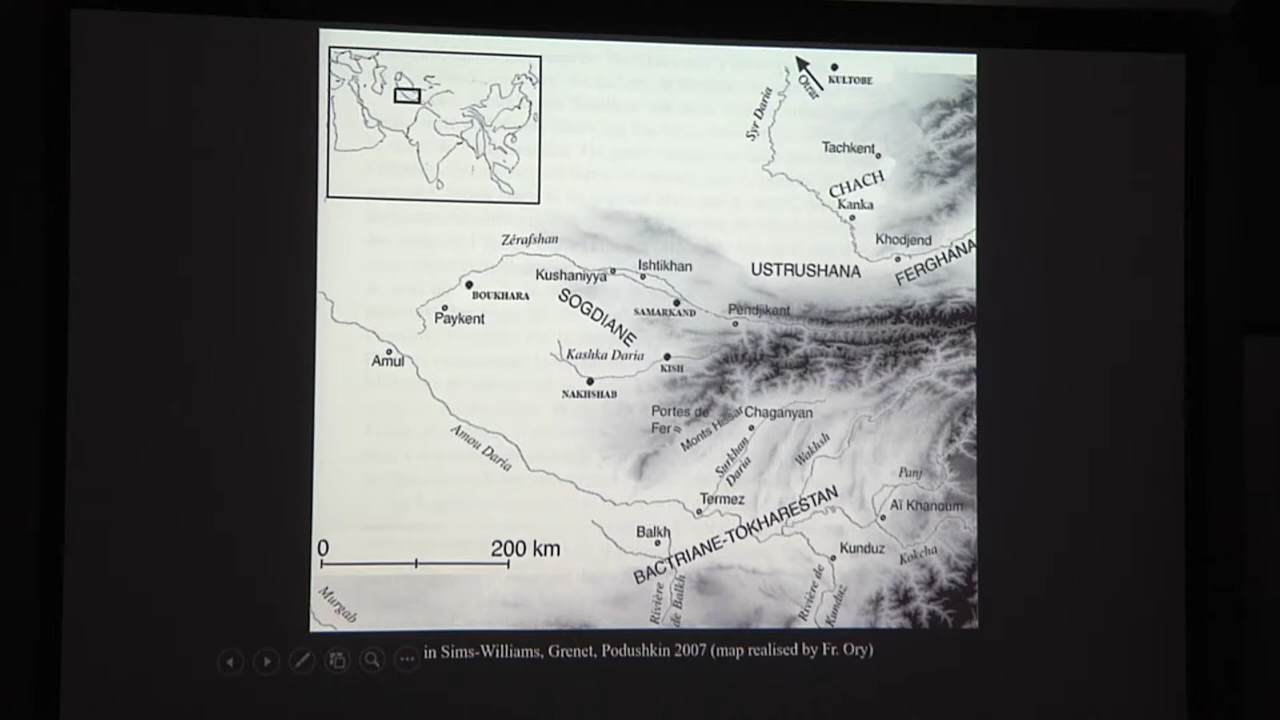 KULTOBE
Otrar
Syr Daria
Tachkent
CHACH
Kanka
Khodjend
FERGHANA
USTRUSHANA
Zérafshan
Ishtikhan
Kushaniyya
BOUKHARA
SOGDIANE
SAMARKAND
Pendjikent
Paykent
Kashka Daria
Amul
KISH
NAKHSHAB
Portes de
Fer
Monts Hissar
Chaganyan
Amou Daria
Surkhan
Daria
Wakhsh
Panj
Termez
Aï Khanoum
BACTRIANE-TOKHARESTAN
Balkh
Kunduz
Kokcha
0 200 km
Rivière
de Balkh
Rivière de
Kunduz
Murgab
in Sims-Williams, Grenet, Podushkin 2007 (map realised by Fr. Ory)